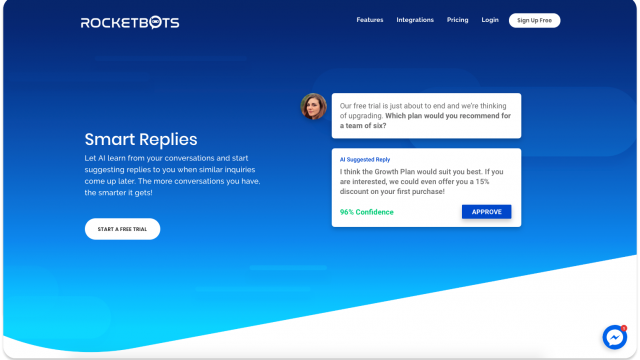 ROCKETBOTS
Features Integrations Pricing Login Sign Up Free
Smart Replies
Let AI learn from your conversations and start
suggesting replies to you when similar inquiries
come up later. The more conversations you have,
the smarter it gets!
START A FREE TRIAL
Our free trial is just about to end and we're thinking
of upgrading. Which plan would you recommend for
a team of six?
AI Suggested Reply
I think the Growth Plan would suit you best. If you
are interested, we could even offer you a 15%
discount on your first purchase!
96% Confidence
APPROVE